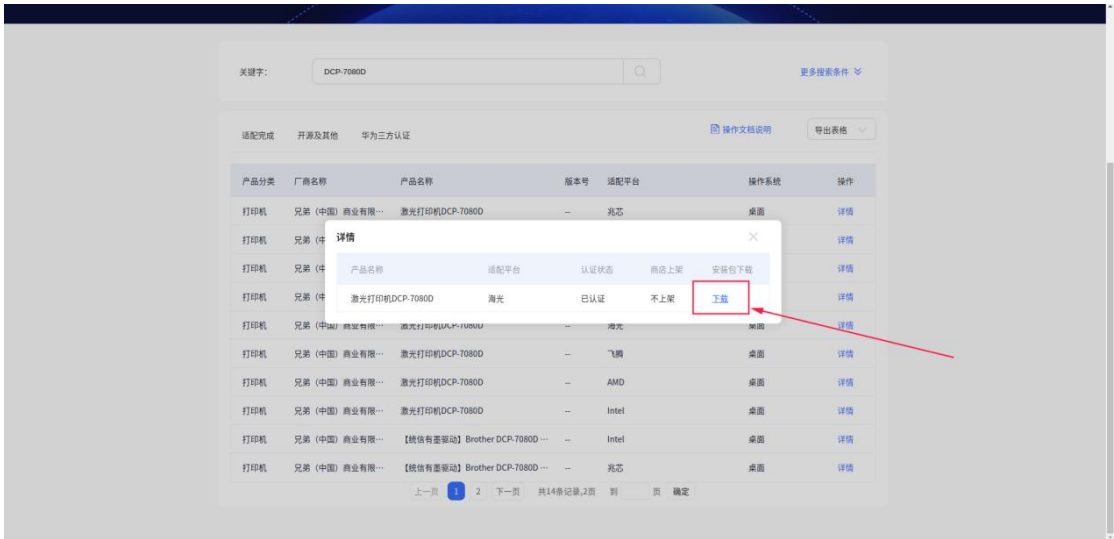 关键字： DCP-7080D 更多搜索条件
适配完成 开源及其他 华为三方认证 操作文档说明 导出表格
产品分类 厂商名称 产品名称 版本号 适配平台 操作系统 操作
打印机 兄弟（中国）商业有限… 激光打印机DCP-7080D -- 兆芯 桌面 详情
打印机 兄弟（中 详情
详情
打印机 兄弟（中 产品名称 适配平台 认证状态 商店上架 安装包下载 详情
打印机 兄弟（中 激光打印机DCP-7080D 海光 已认证 不上架 下载 详情
打印机 兄弟（中国）商业有限… 激光打印机DCP-7080D -- 海光 桌面 详情
打印机 兄弟（中国）商业有限… 激光打印机DCP-7080D -- 飞腾 桌面 详情
打印机 兄弟（中国）商业有限… 激光打印机DCP-7080D -- AMD 桌面 详情
打印机 兄弟（中国）商业有限… 激光打印机DCP-7080D -- Intel 桌面 详情
打印机 兄弟（中国）商业有限… 【统信有墨驱动】Brother DCP-7080D … -- Intel 桌面 详情
打印机 兄弟（中国）商业有限… 【统信有墨驱动】Brother DCP-7080D … -- 兆芯 桌面 详情
上一页 1 2 下一页 共14条记录,2页 到 页 确定